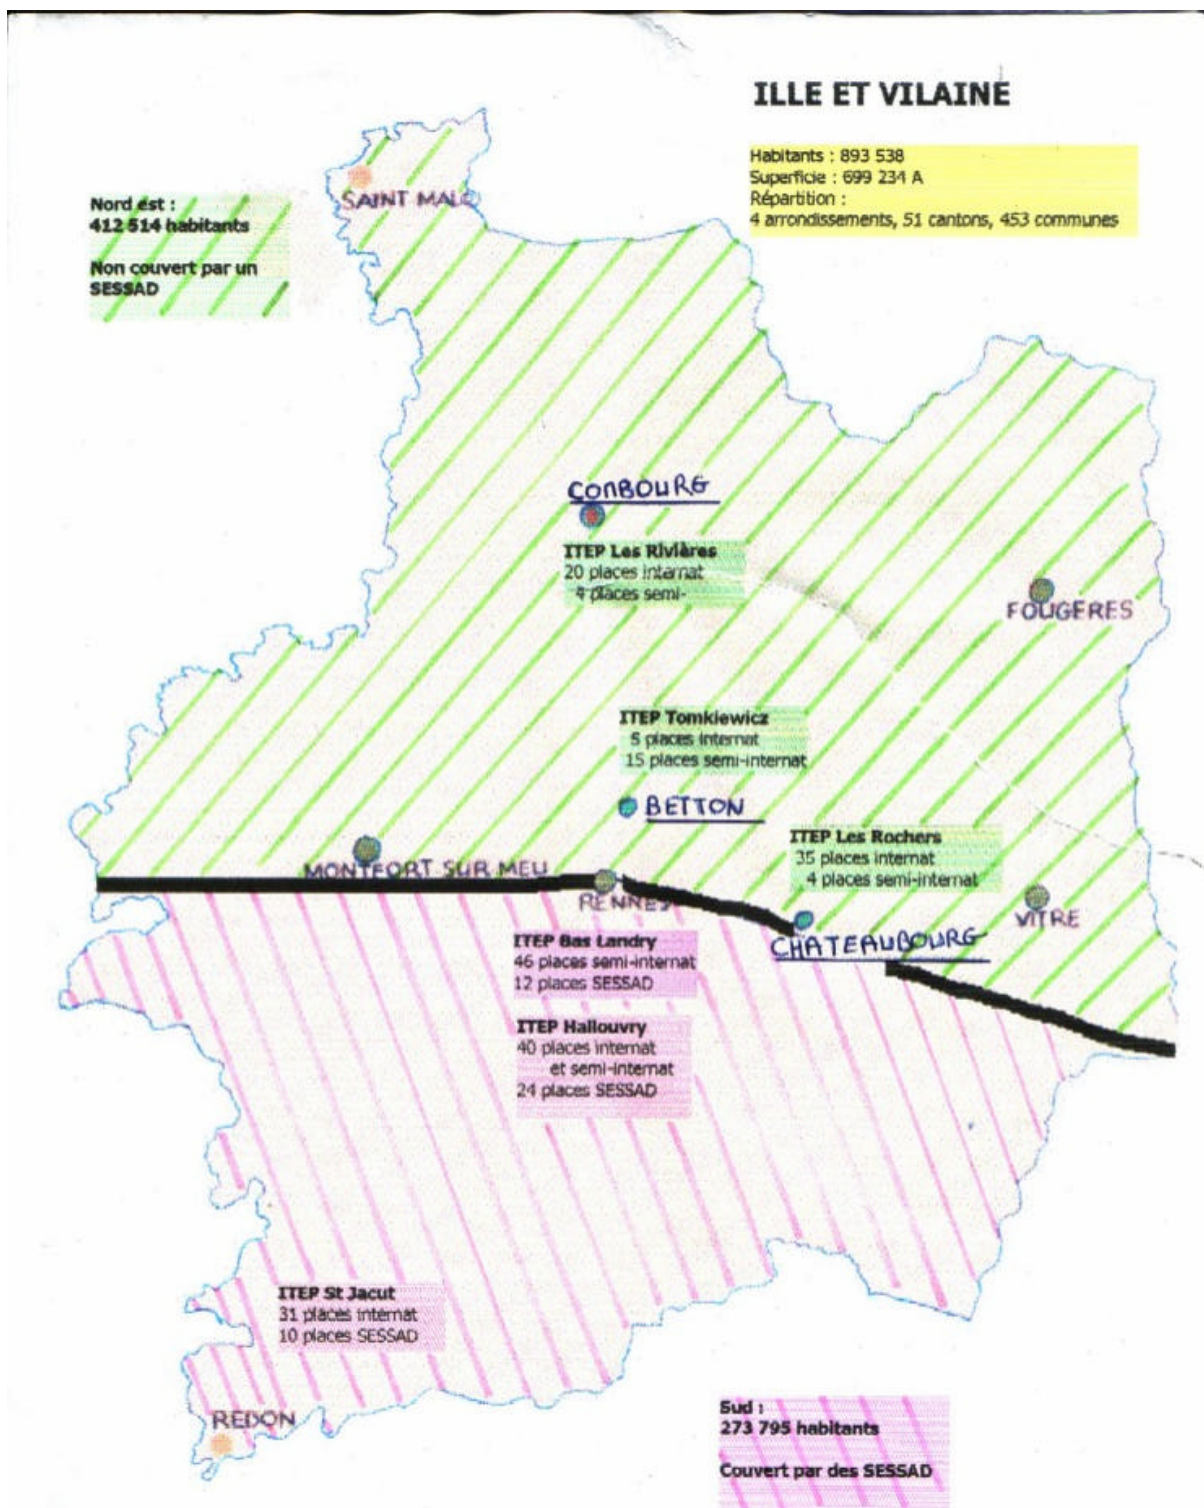 ILLE ET VILAINE
Habitants : 893 538
Superficie : 699 234 A
Répartition :
4 arrondissements, 51 cantons, 453 communes
SAINT MALO
Nord est :
412 514 habitants
Non couvert par un
SESSAD
COMBOURG
ITEP Les Rivières
20 places internat
4 places semi-
FOUGERES
ITEP Tomkiewicz
5 places internat
15 places semi-internat
BETTON
ITEP Les Rochers
35 places internat
4 places semi-internat
MONTFORT SUR MEU
RENNES
VITRE
CHATEAUBOURG
ITEP Bas Landry
46 places semi-internat
12 places SESSAD
ITEP Hallouvry
40 places internat
et semi-internat
24 places SESSAD
ITEP St Jacut
31 places internat
10 places SESSAD
REDON
Sud :
273 795 habitants
Couvert par des SESSAD